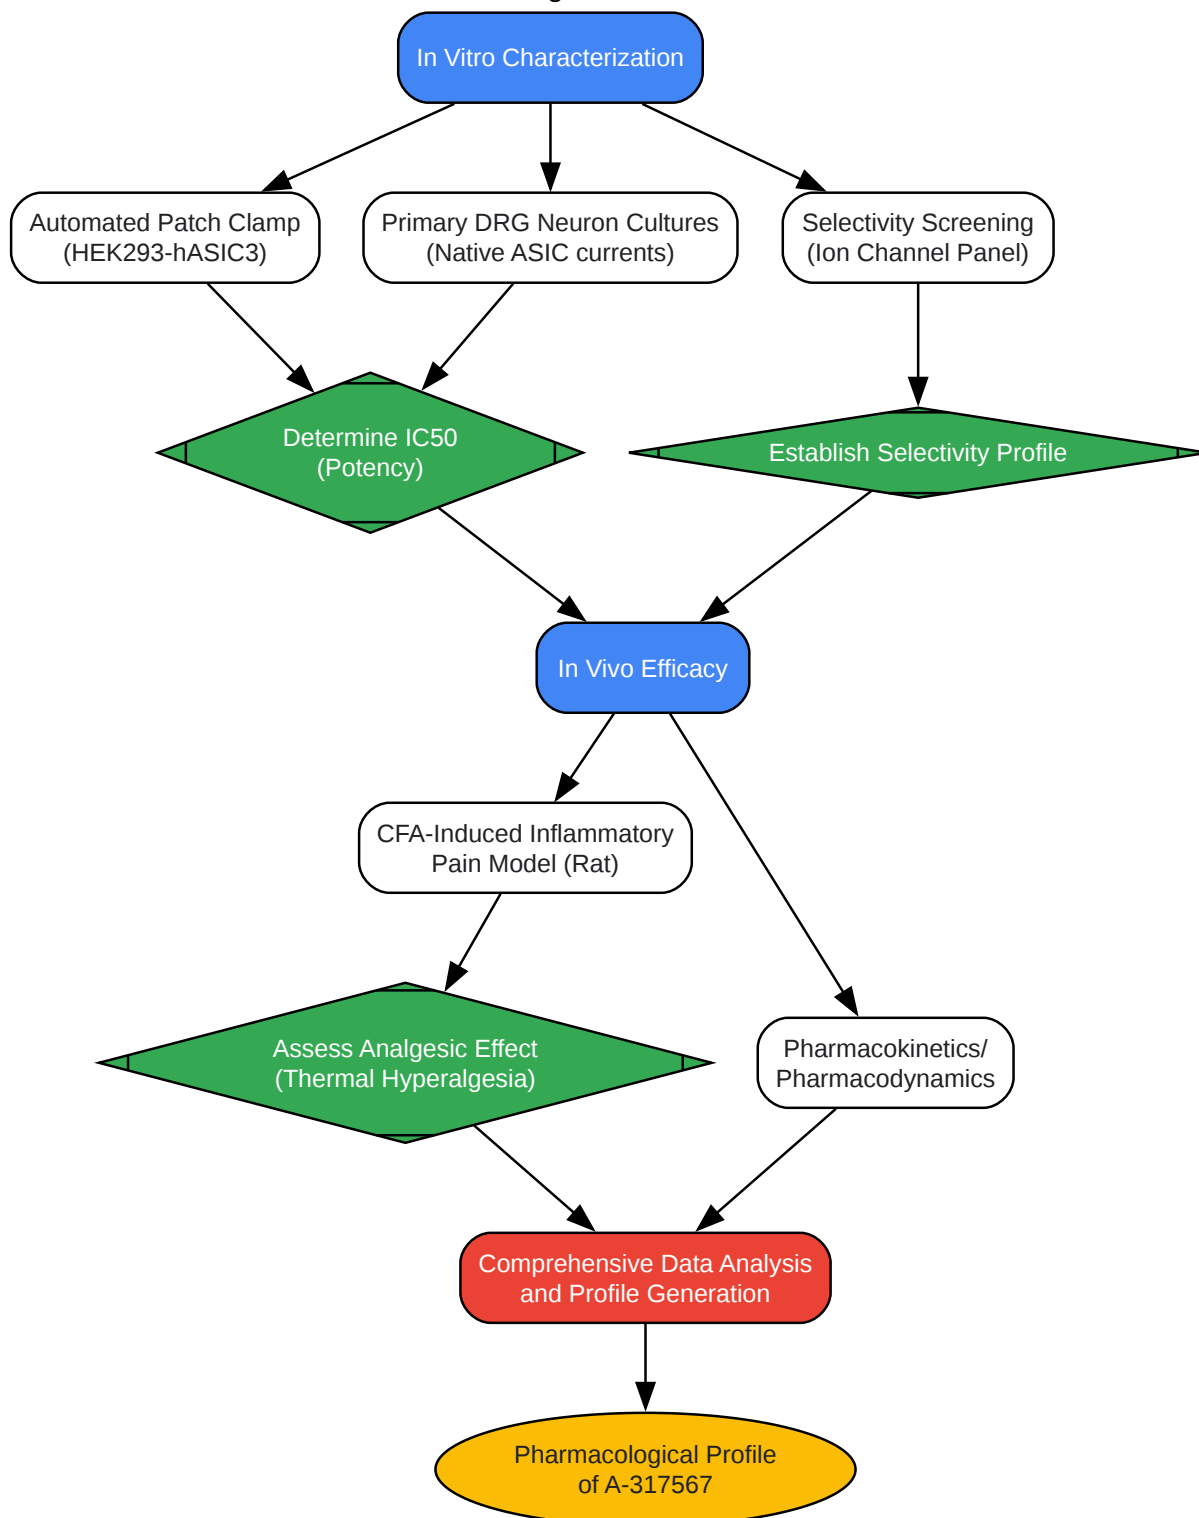 In Vitro Characterization
Automated Patch Clamp
(HEK293-hASIC3)
Primary DRG Neuron Cultures
(Native ASIC currents)
Selectivity Screening
(Ion Channel Panel)
Determine IC50
(Potency)
Establish Selectivity Profile
In Vivo Efficacy
CFA-Induced Inflammatory
Pain Model (Rat)
Assess Analgesic Effect
(Thermal Hyperalgesia)
Pharmacokinetics/
Pharmacodynamics
Comprehensive Data Analysis
and Profile Generation
Pharmacological Profile
of A-317567